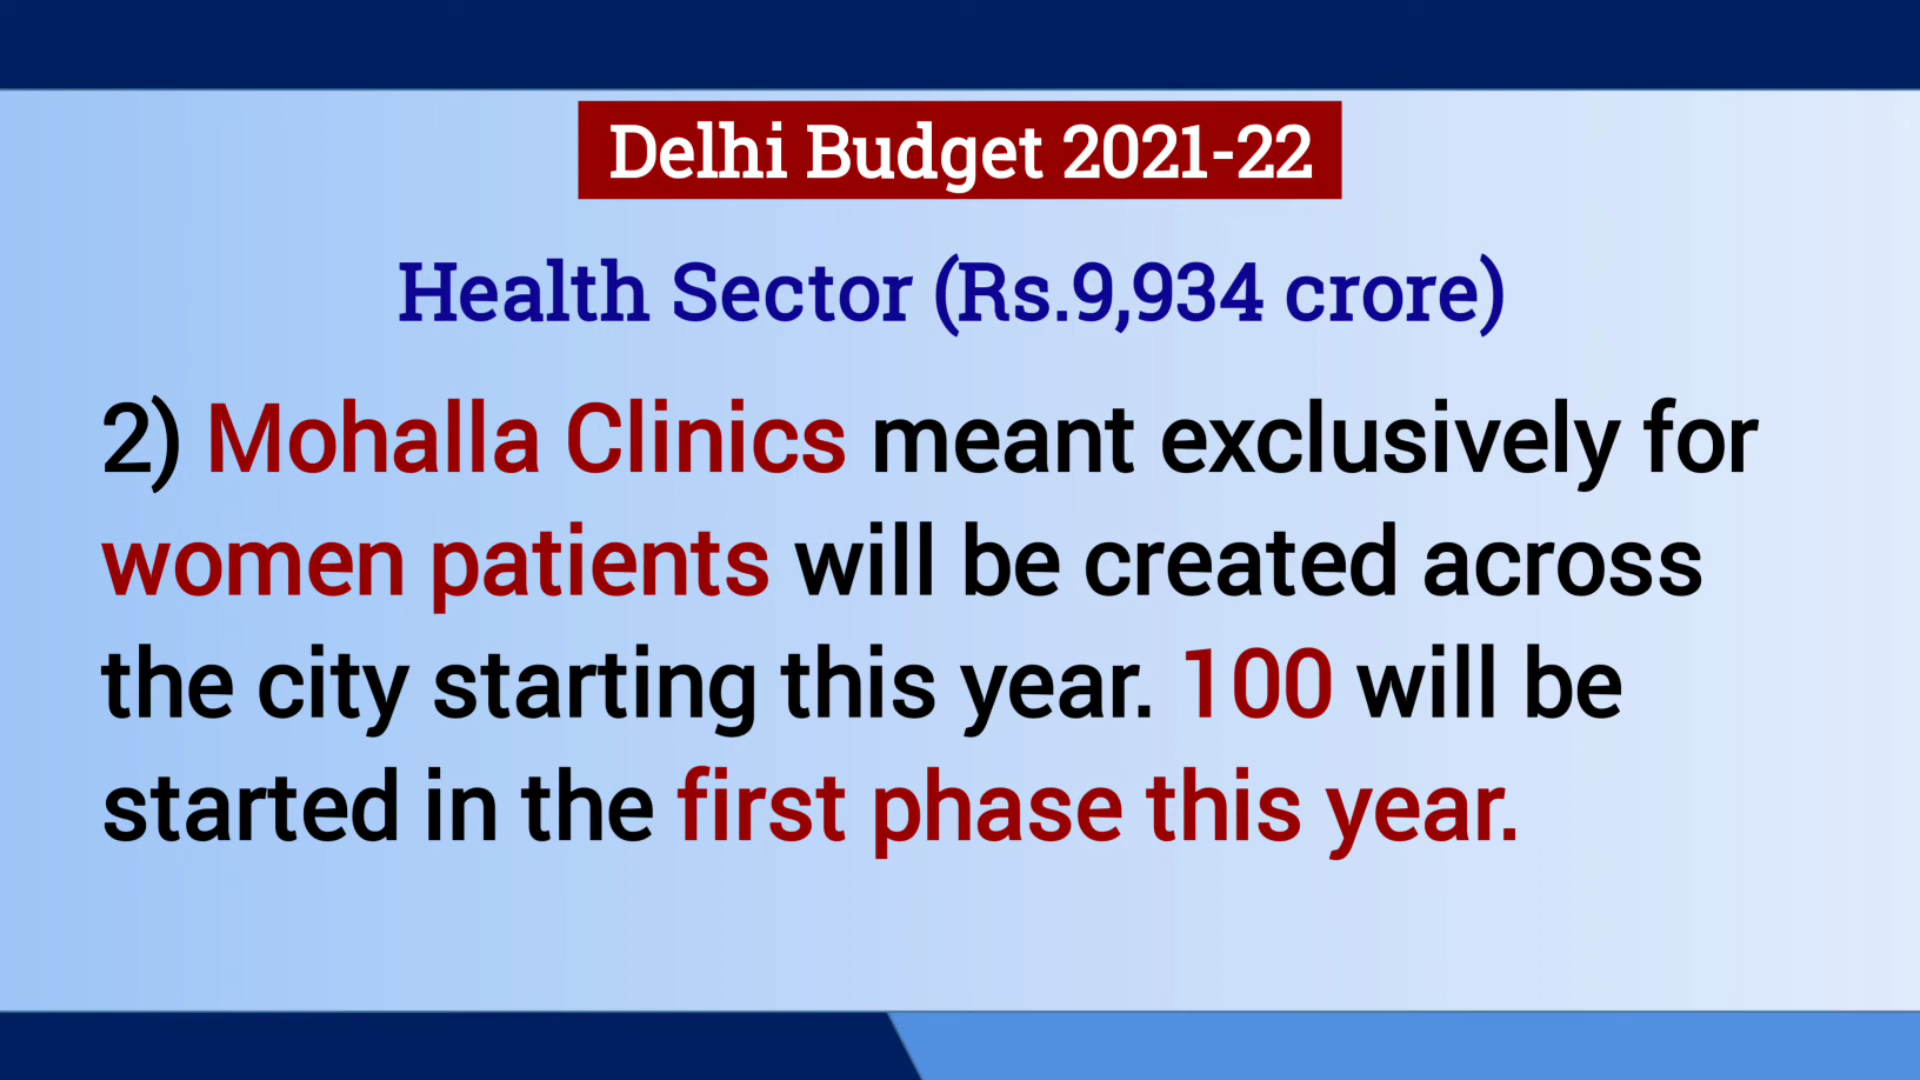 Delhi Budget 2021-22
Health Sector (Rs.9,934 crore)
2) Mohalla Clinics meant exclusively for
women patients will be created across
the city starting this year. 100 will be
started in the first phase this year.